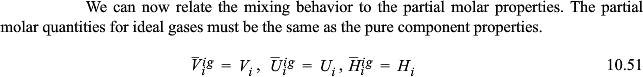 We can now relate the mixing behavior to the partial molar properties. The partial
molar quantities for ideal gases must be the same as the pure component properties.
V̅ᵢⁱᵍ = Vᵢ , U̅ᵢⁱᵍ = Uᵢ , H̅ᵢⁱᵍ = Hᵢ 10.51